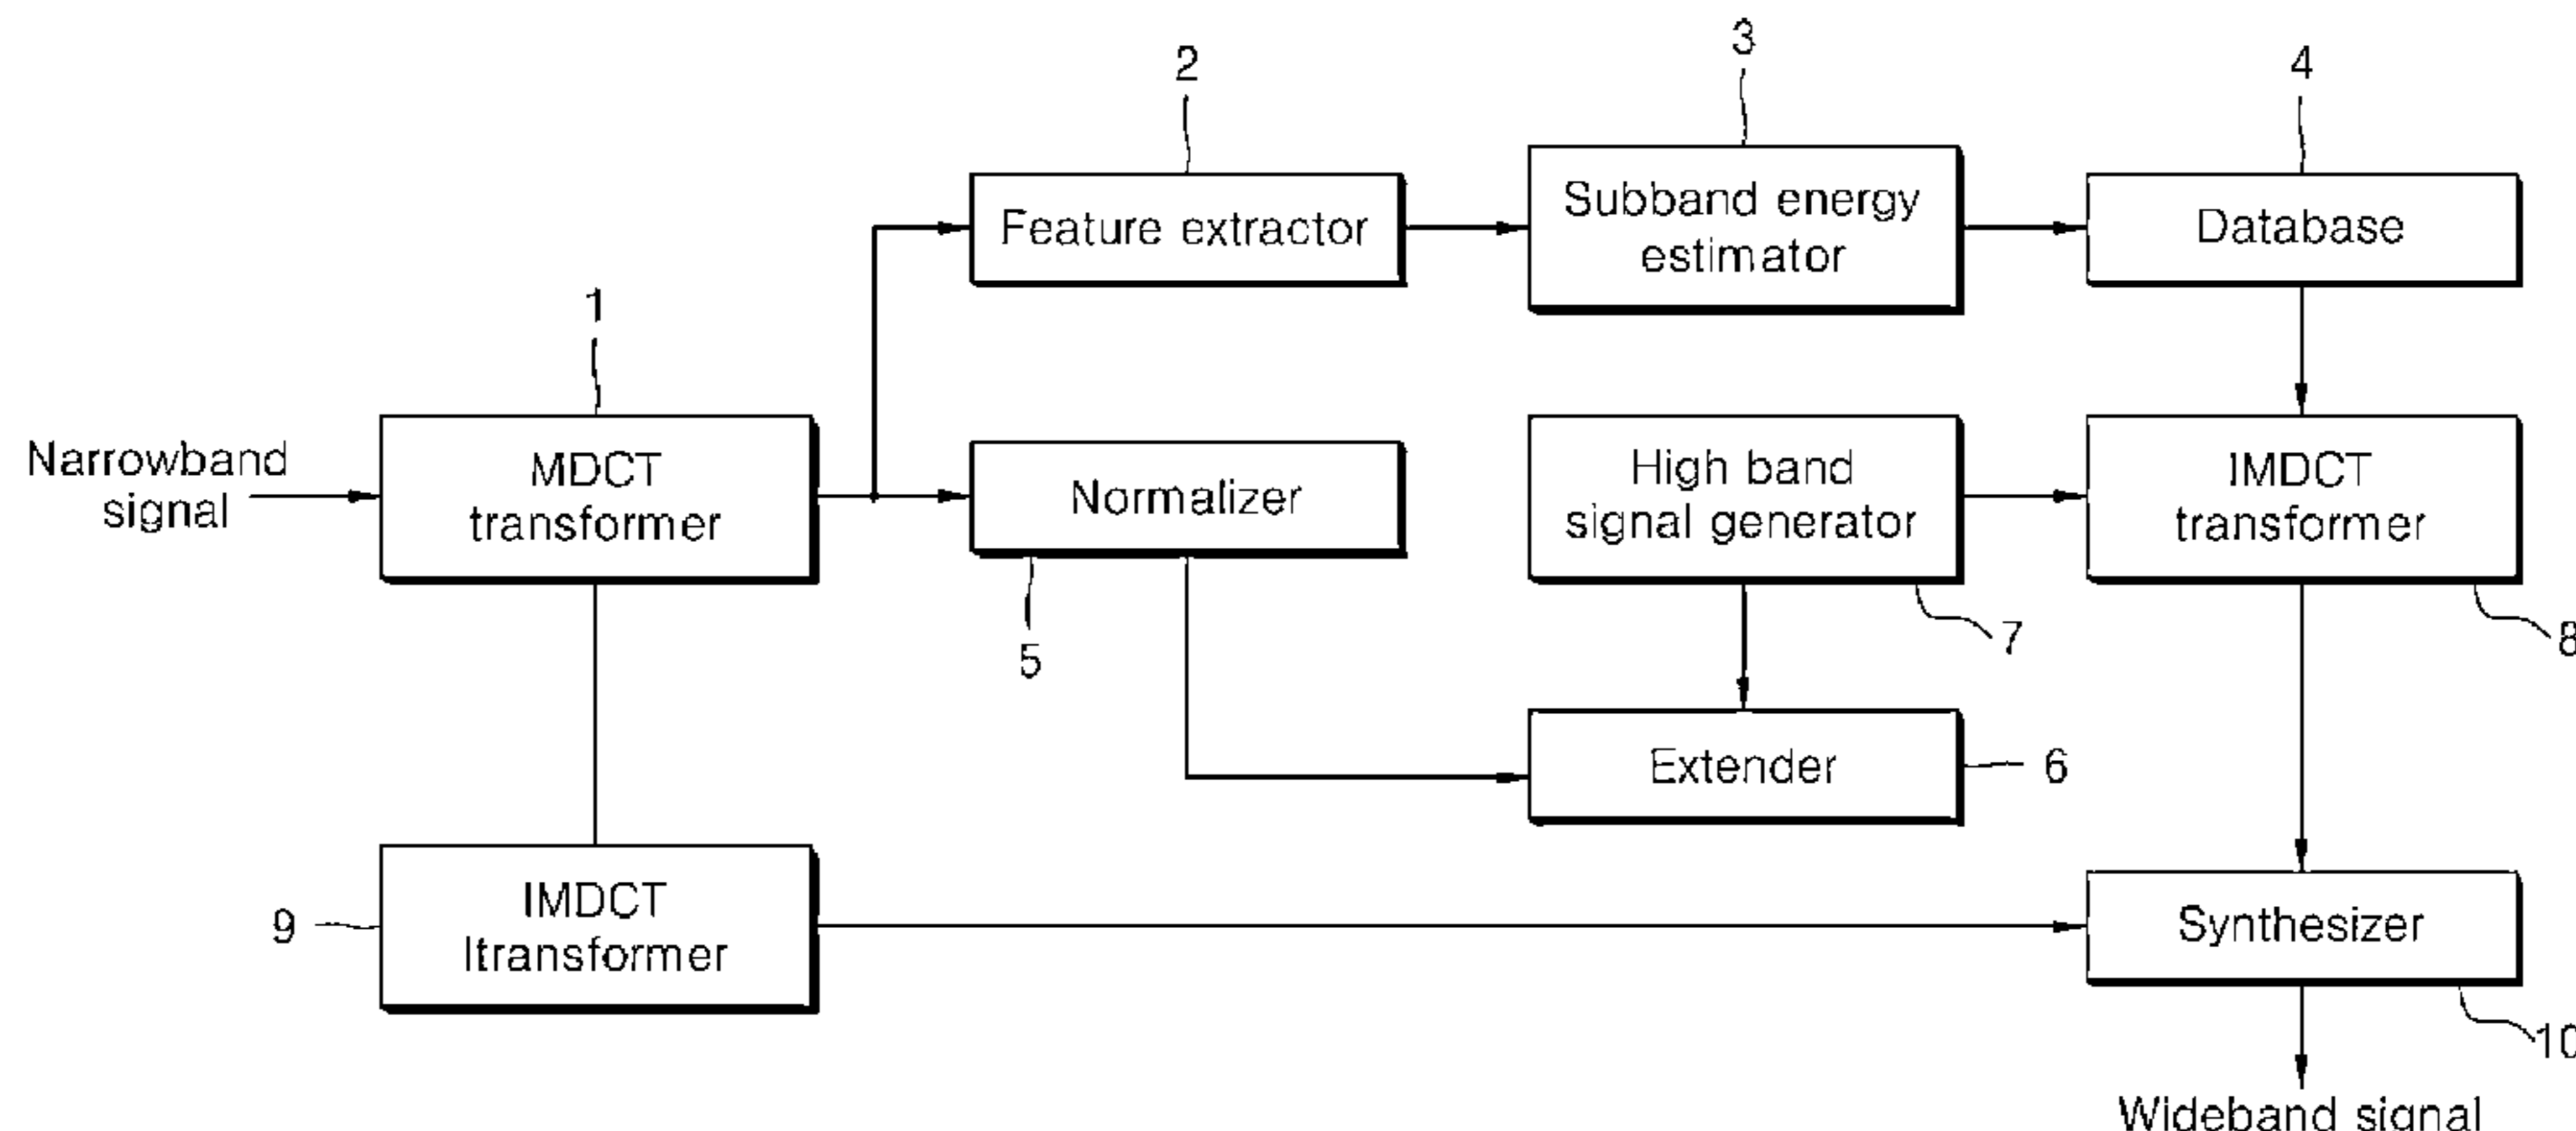 3
2
4
Subband energy
estimator
Feature extractor
Database
1
Narrowband
signal
MDCT
transformer
Normalizer
High band
signal generator
IMDCT
transformer
5
7
8
Extender
6
9
IMDCT
Itransformer
Synthesizer
10
Wideband signal